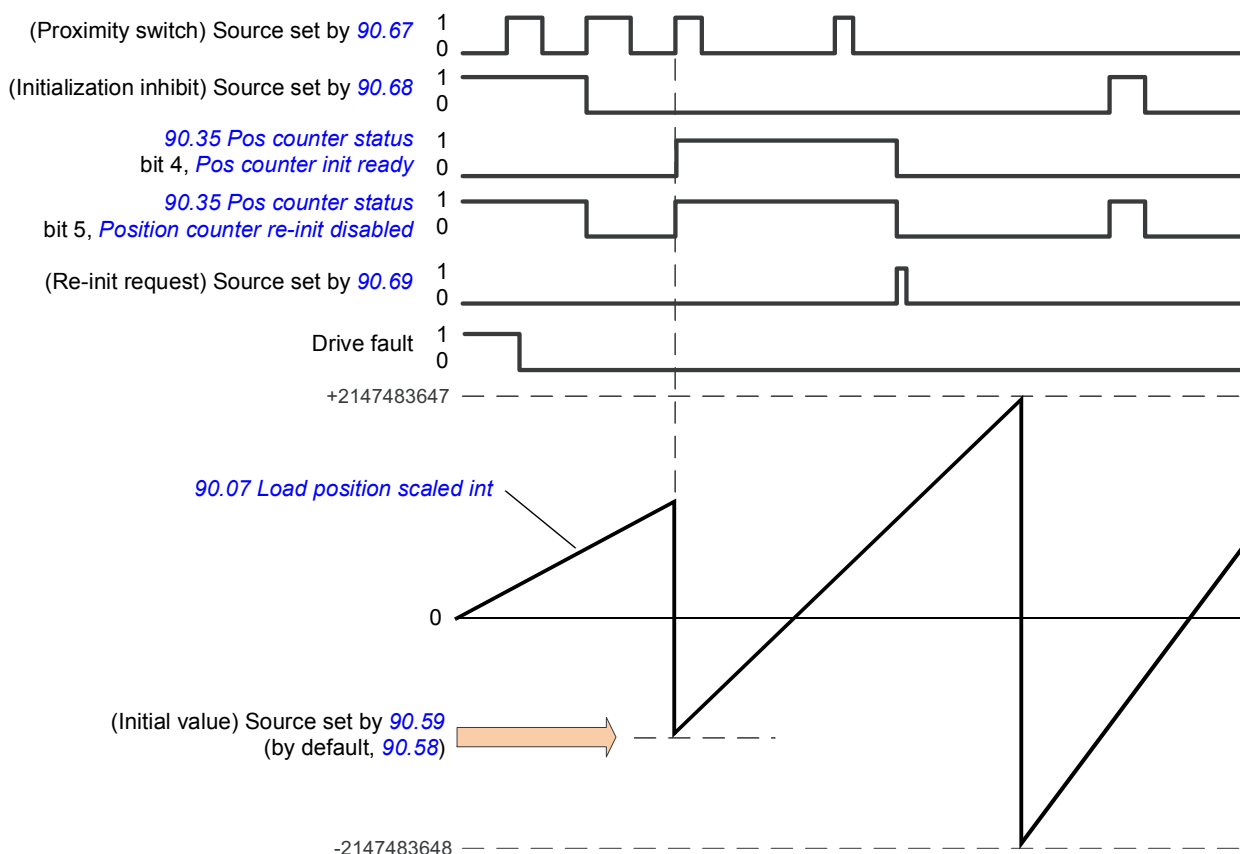 (Proximity switch) Source set by 90.67
1
0
(Initialization inhibit) Source set by 90.68
1
0
90.35 Pos counter status
bit 4, Pos counter init ready
1
0
90.35 Pos counter status
bit 5, Position counter re-init disabled
1
0
(Re-init request) Source set by 90.69
1
0
Drive fault
1
0
+2147483647
90.07 Load position scaled int
0
(Initial value) Source set by 90.59
(by default, 90.58)
-2147483648